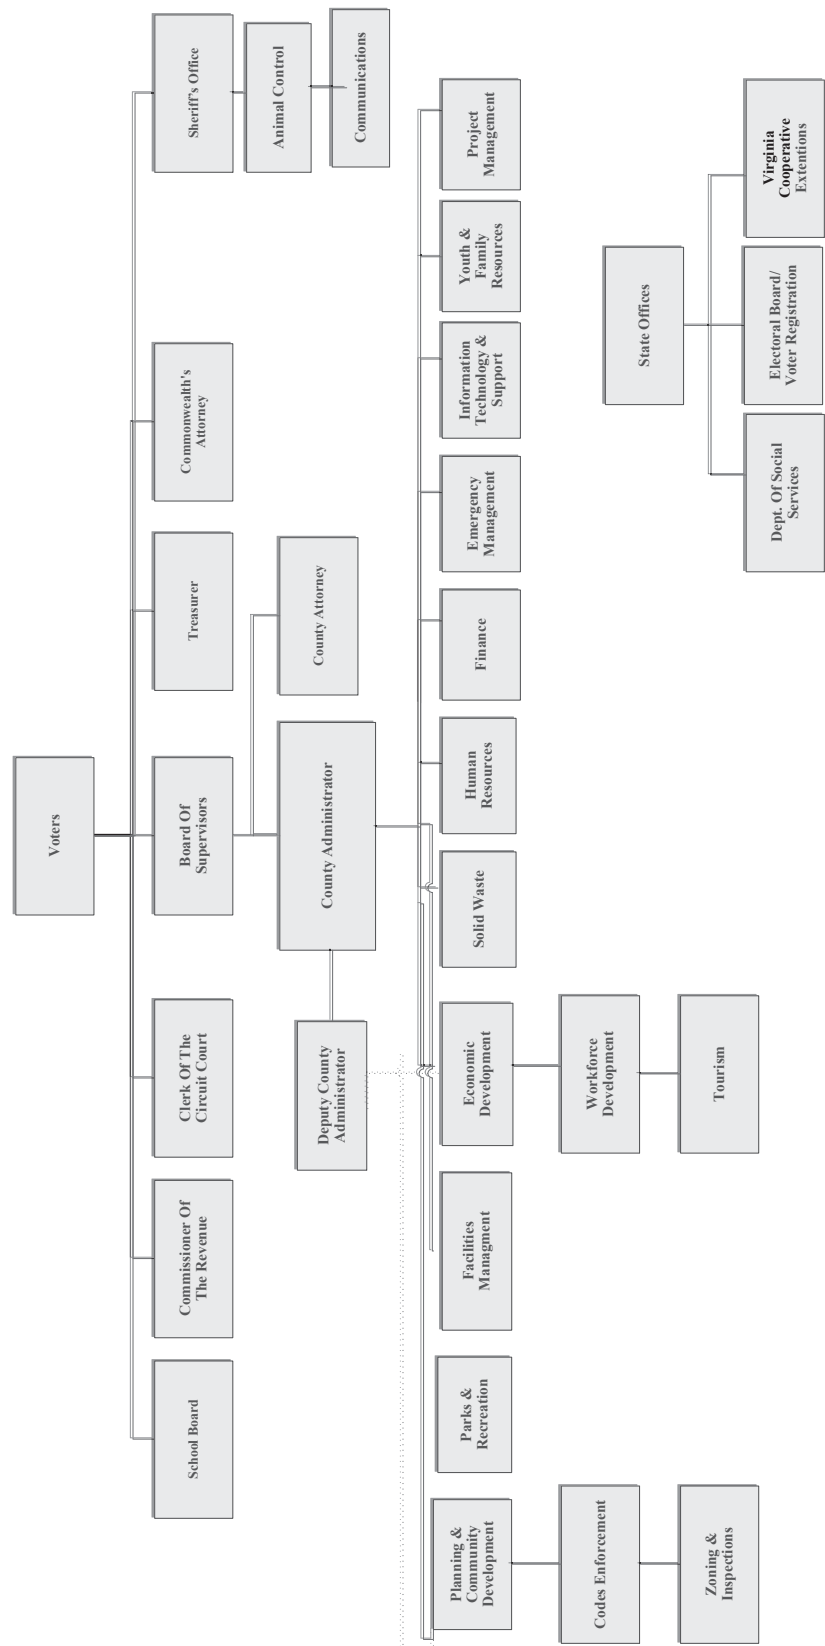 Voters
School Board
Commissioner Of
The Revenue
Clerk Of The
Circuit Court
Board Of
Supervisors
Treasurer
Commonwealth's
Attorney
Sheriff's Office
Animal Control
Communications
Deputy County
Administrator
County Administrator
County Attorney
Planning &
Community
Development
Parks &
Recreation
Facilities
Managment
Economic
Development
Solid Waste
Human
Resources
Finance
Emergency
Management
Information
Technology &
Support
Youth &
Family
Resources
Project
Management
Codes Enforcement
Zoning &
Inspections
Workforce
Development
Tourism
State Offices
Dept. Of Social
Services
Electoral Board/
Voter Registration
Virginia
Cooperative
Extentions